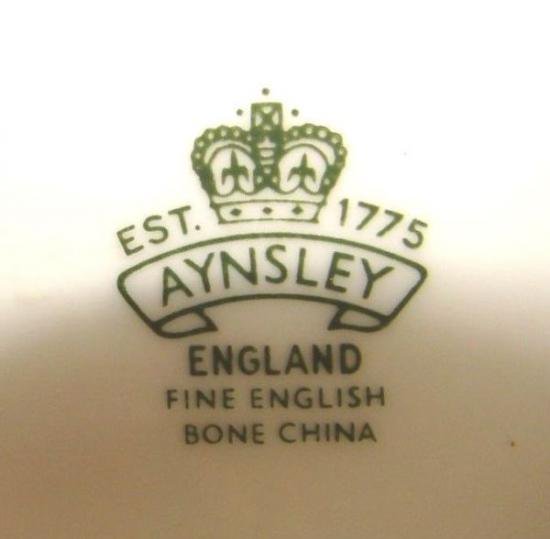 EST. 1775
AYNSLEY
ENGLAND
FINE ENGLISH
BONE CHINA